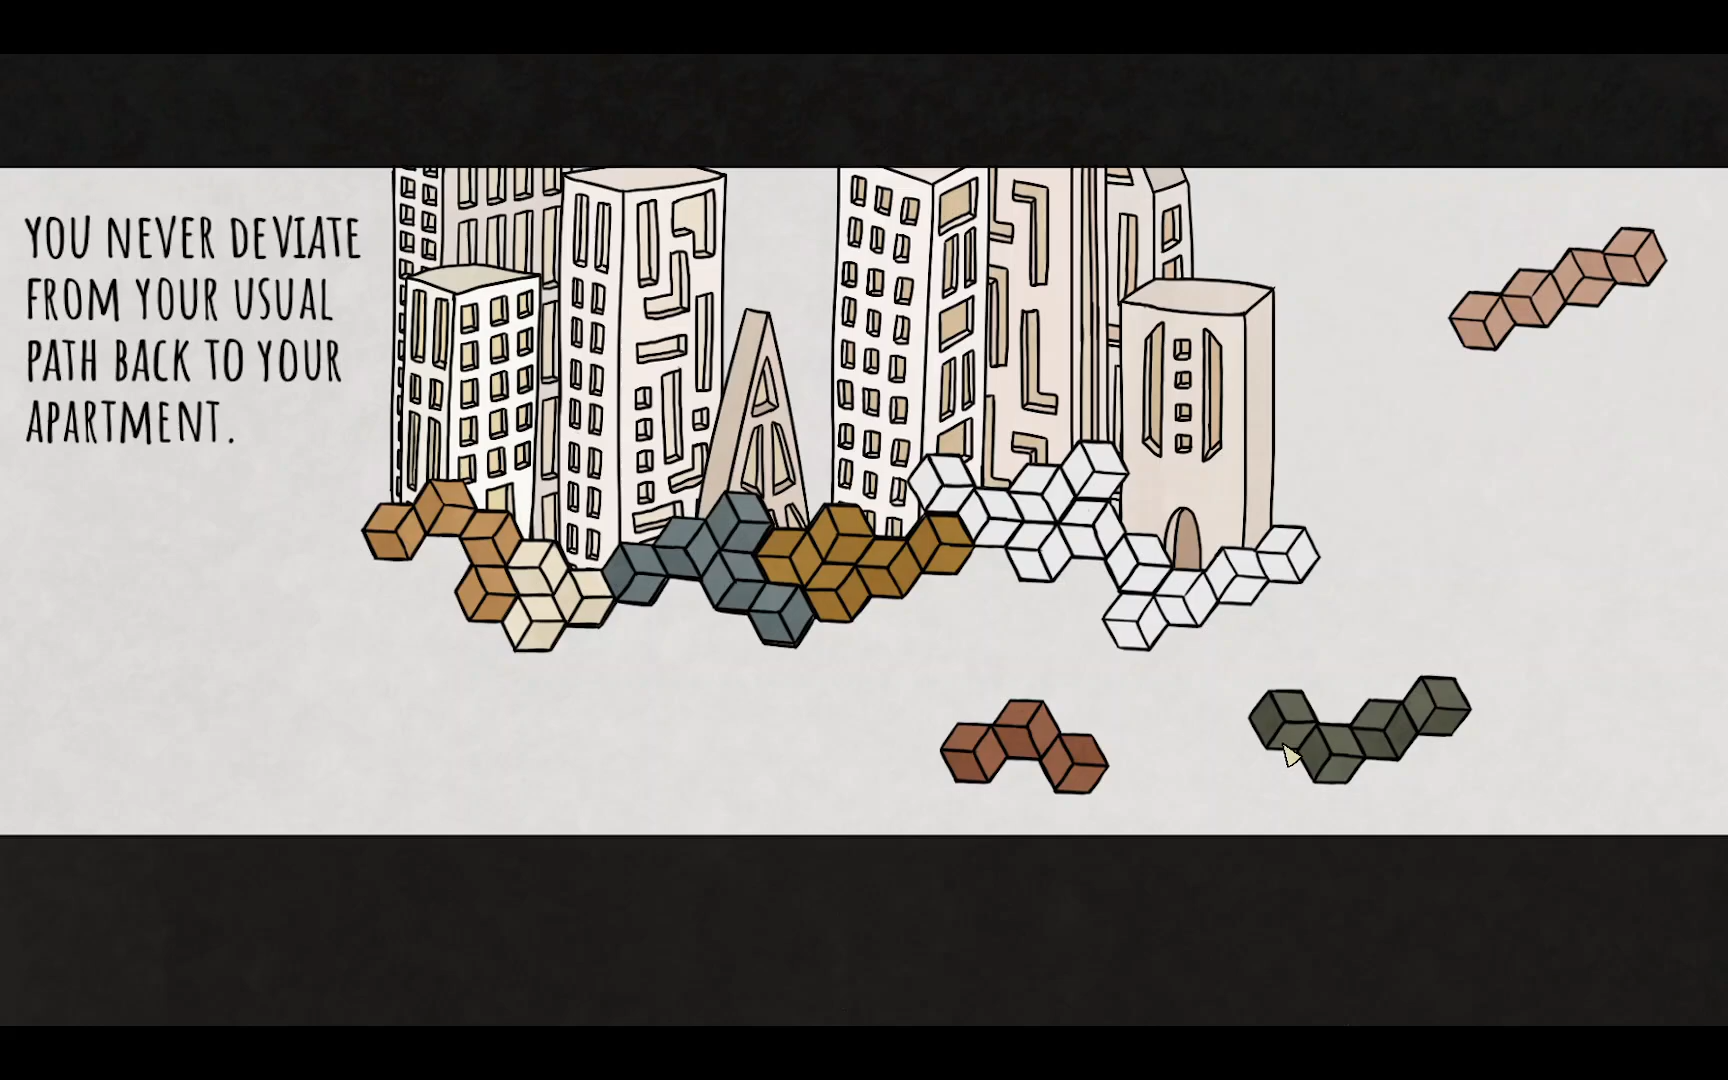 YOU NEVER DEVIATE
FROM YOUR USUAL
PATH BACK TO YOUR
APARTMENT.